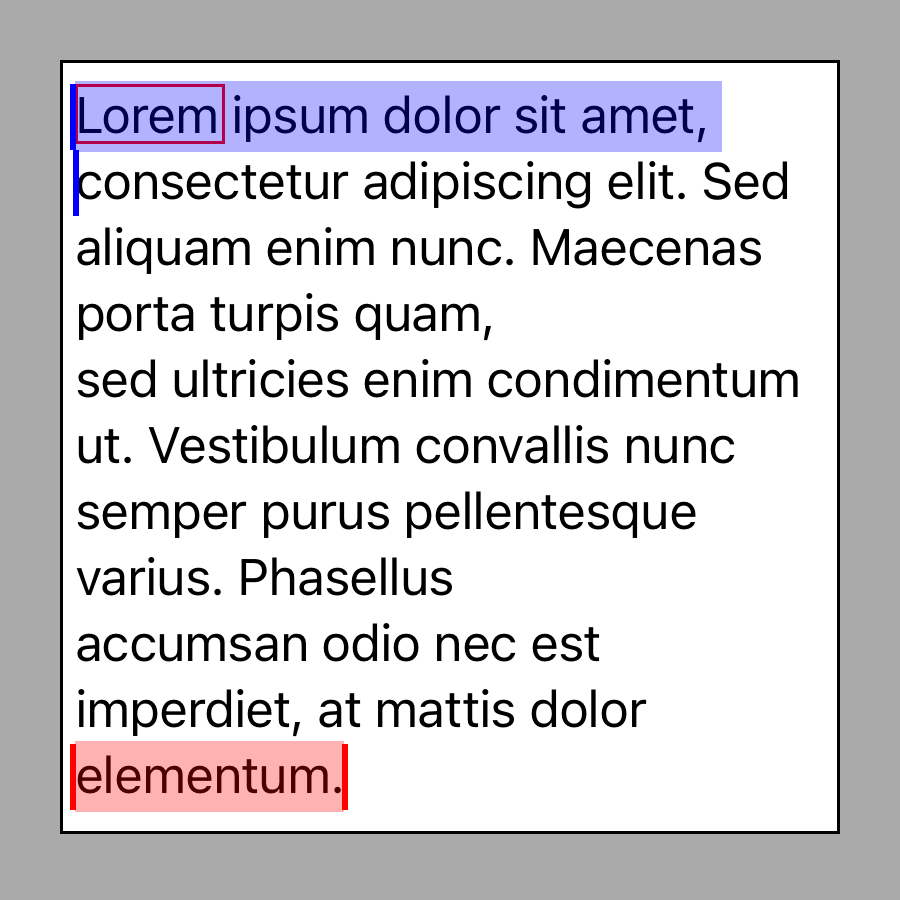 Lorem ipsum dolor sit amet,
consectetur adipiscing elit. Sed
aliquam enim nunc. Maecenas
porta turpis quam,
sed ultricies enim condimentum
ut. Vestibulum convallis nunc
semper purus pellentesque
varius. Phasellus
accumsan odio nec est
imperdiet, at mattis dolor
elementum.